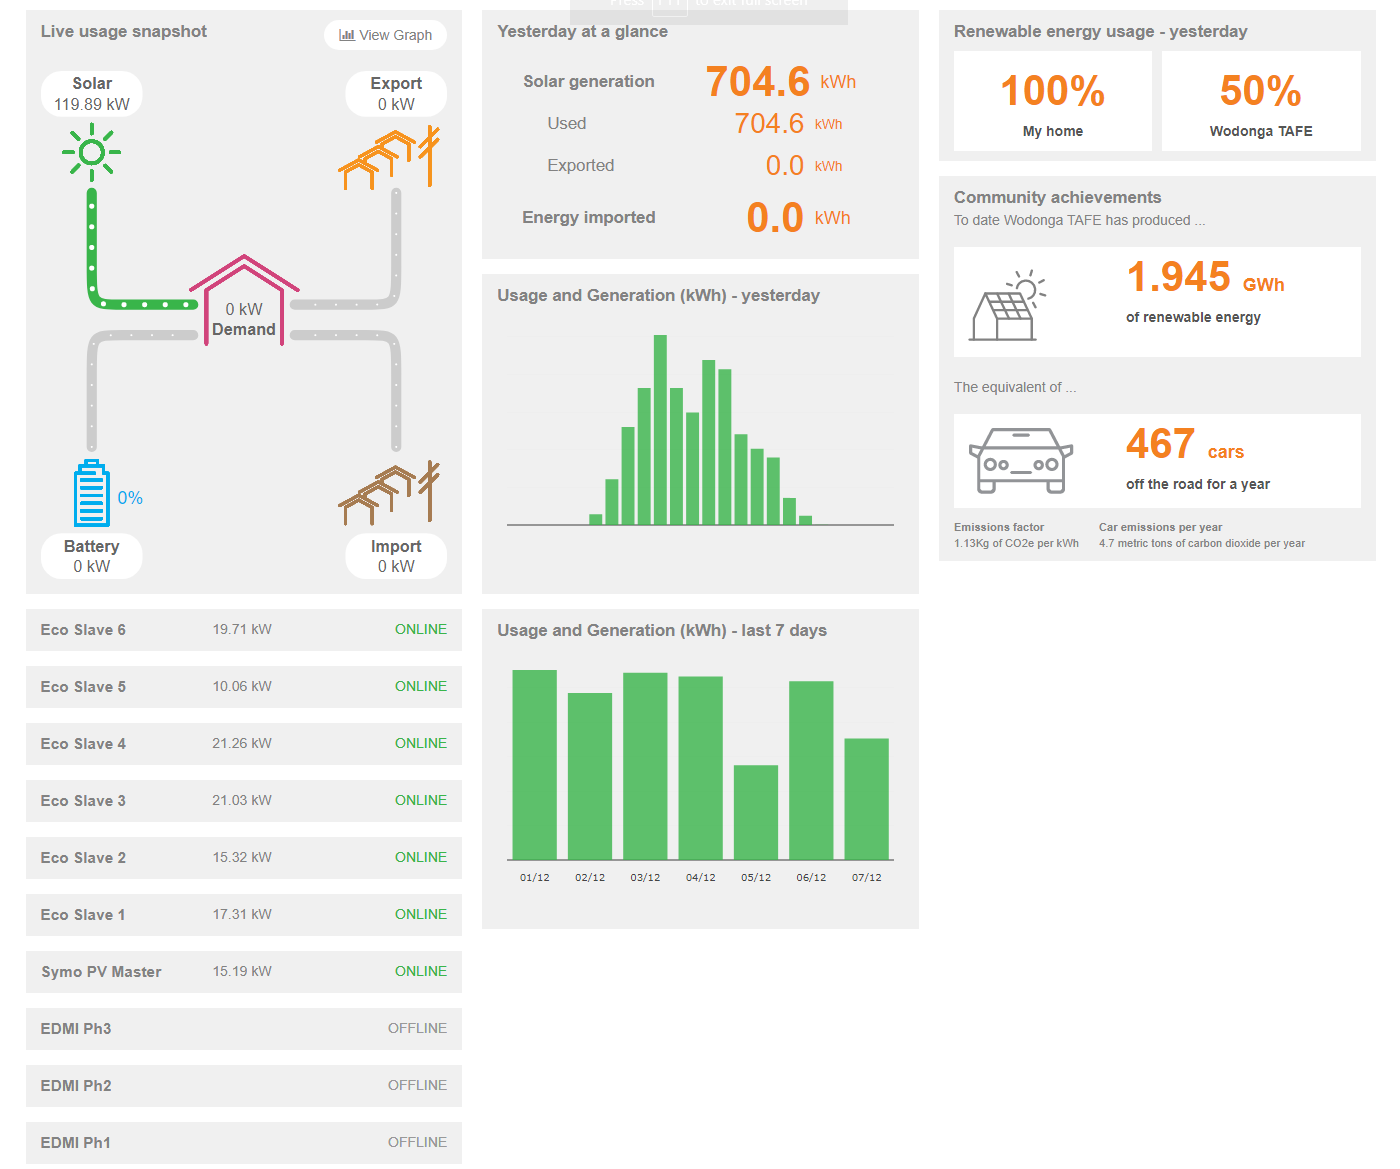 Press F11 to exit full screen
Live usage snapshot
View Graph
Solar
119.89 kW
Export
0 kW
0 kW
Demand
0%
Battery
0 kW
Import
0 kW
Eco Slave 6 19.71 kW ONLINE
Eco Slave 5 10.06 kW ONLINE
Eco Slave 4 21.26 kW ONLINE
Eco Slave 3 21.03 kW ONLINE
Eco Slave 2 15.32 kW ONLINE
Eco Slave 1 17.31 kW ONLINE
Symo PV Master 15.19 kW ONLINE
EDMI Ph3 OFFLINE
EDMI Ph2 OFFLINE
EDMI Ph1 OFFLINE
Yesterday at a glance
Solar generation 704.6 kWh
Used 704.6 kWh
Exported 0.0 kWh
Energy imported 0.0 kWh
Usage and Generation (kWh) - yesterday
Usage and Generation (kWh) - last 7 days
01/12 02/12 03/12 04/12 05/12 06/12 07/12
Renewable energy usage - yesterday
100%
My home
50%
Wodonga TAFE
Community achievements
To date Wodonga TAFE has produced ...
1.945 GWh
of renewable energy
The equivalent of ...
467 cars
off the road for a year
Emissions factor
1.13Kg of CO2e per kWh
Car emissions per year
4.7 metric tons of carbon dioxide per year